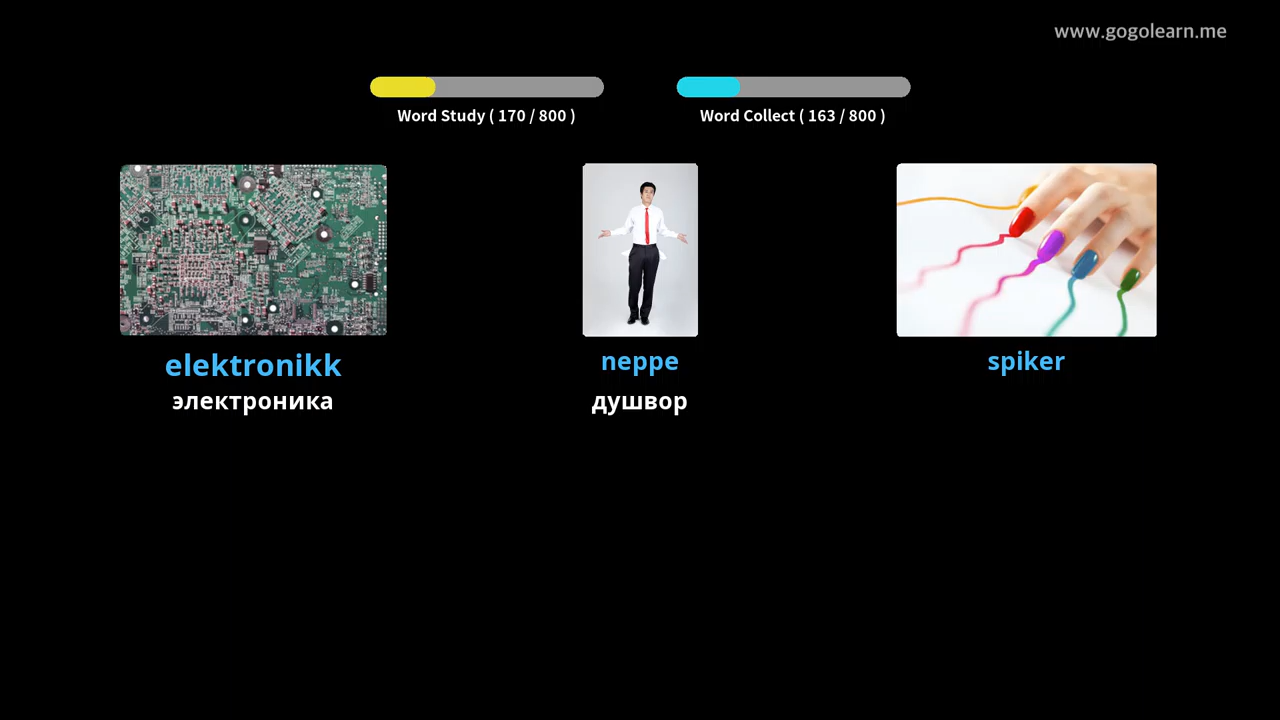 www.gogolearn.me
Word Study ( 170 / 800 )
Word Collect ( 163 / 800 )
elektronikk
электроника
neppe
душвор
spiker